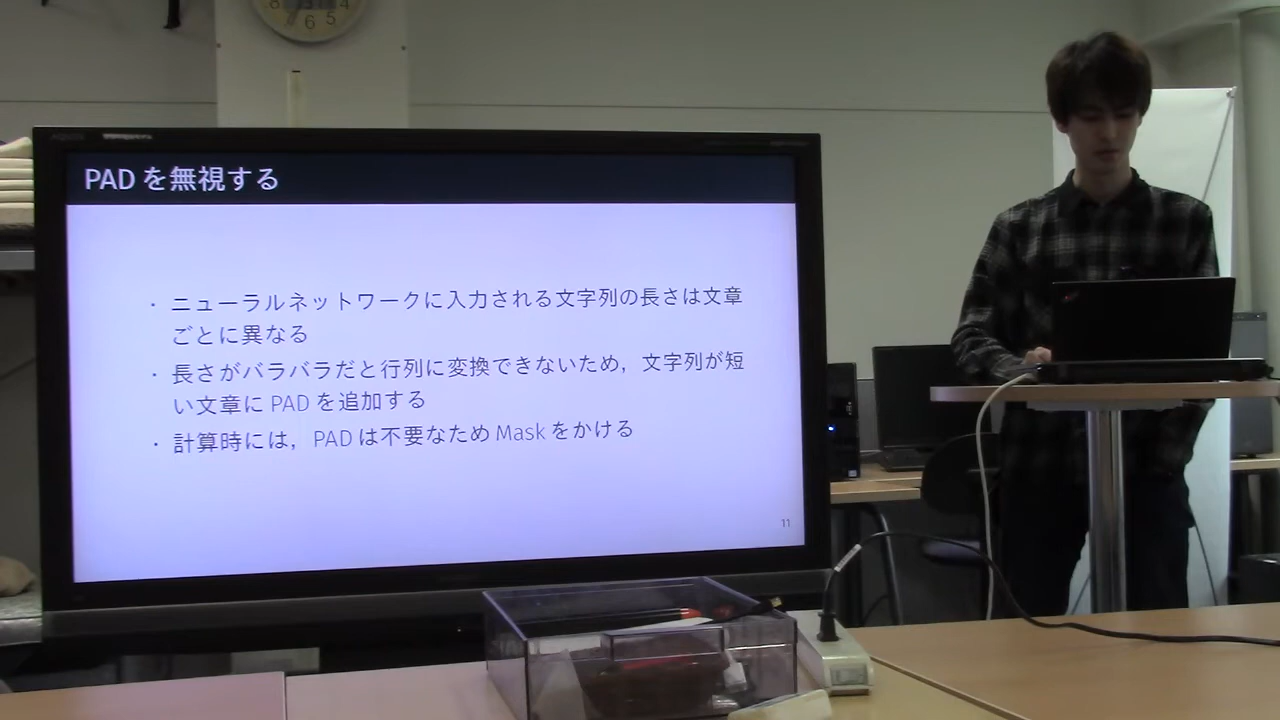 8
4
7
6
5
PADを無視する
・ニューラルネットワークに入力される文字列の長さは文章
ごとに異なる
・長さがバラバラだと行列に変換できないため，文字列が短
い文章にPADを追加する
・計算時には，PADは不要なためMaskをかける
11